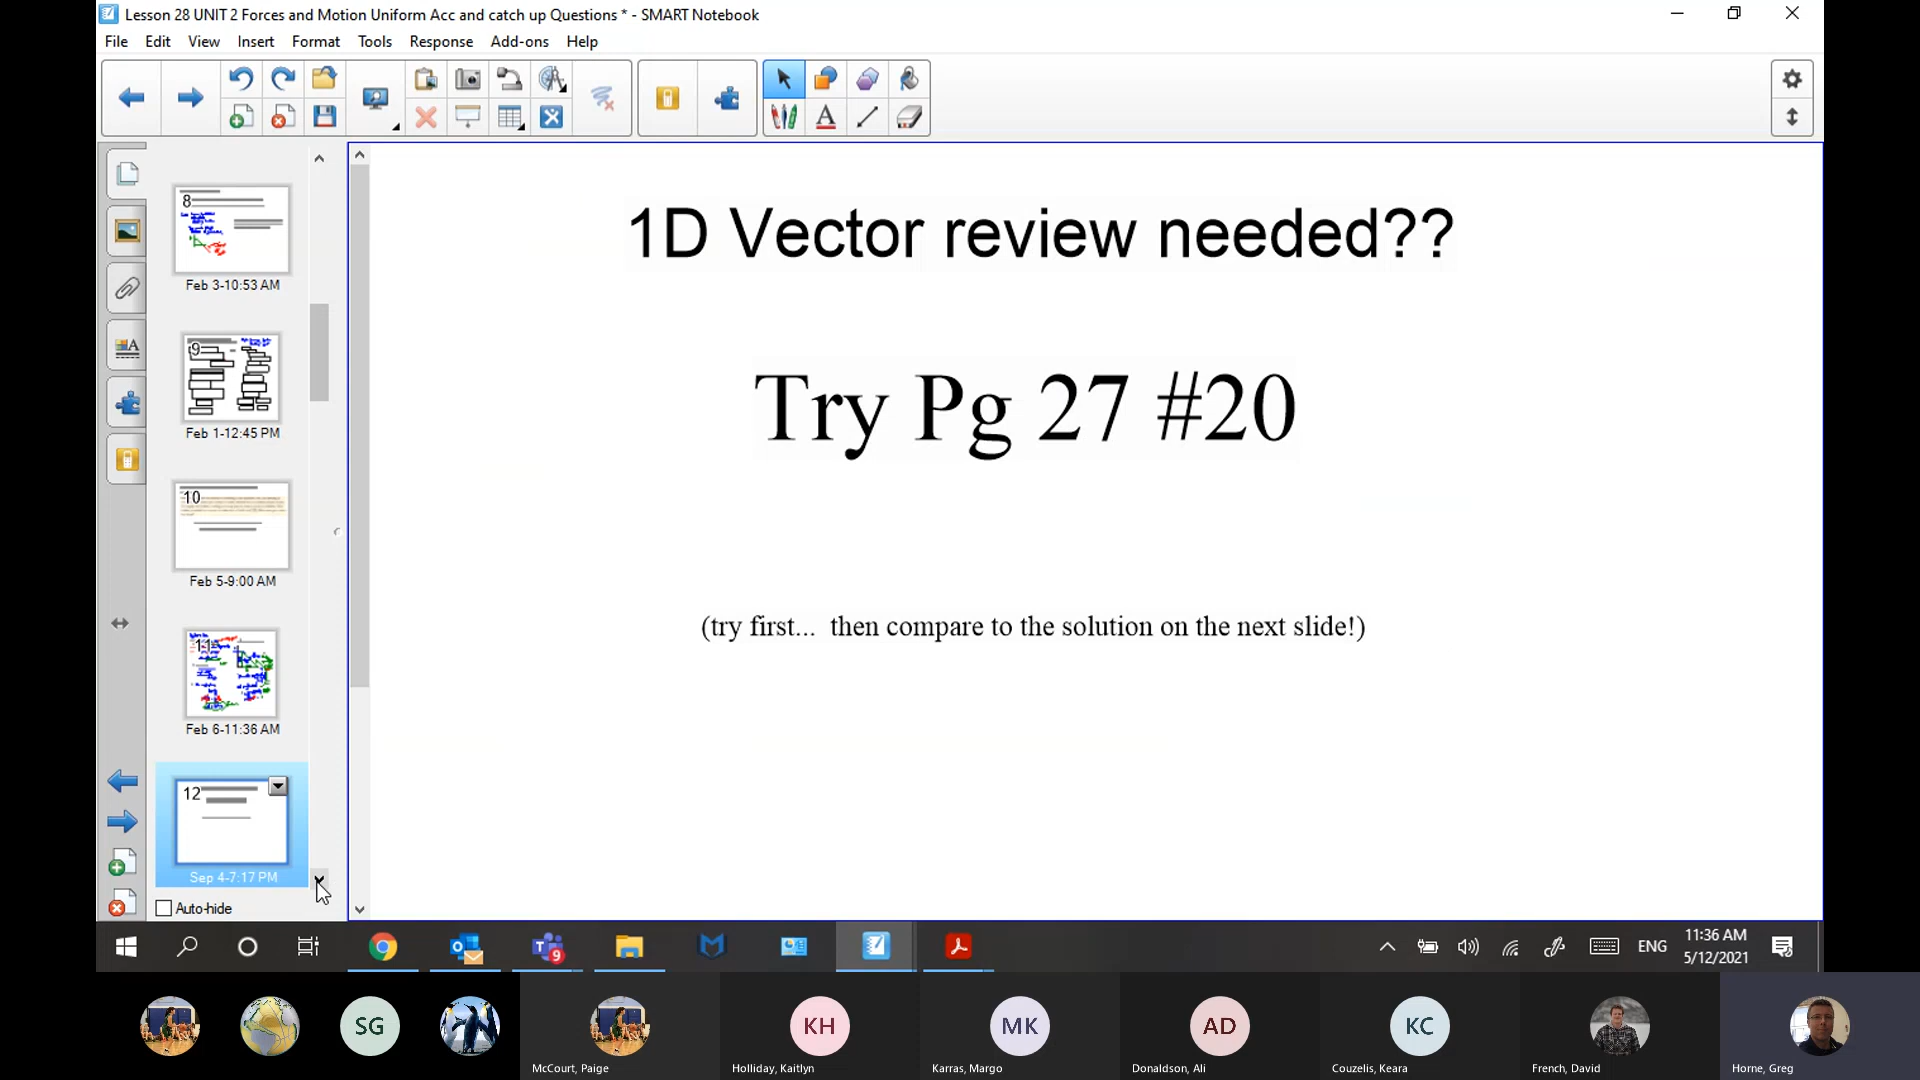 Lesson 28 UNIT 2 Forces and Motion Uniform Acc and catch up Questions * - SMART Notebook
File Edit View Insert Format Tools Response Add-ons Help
8
Feb 3-10:53 AM
9
Feb 1-12:45 PM
10
Feb 5-9:00 AM
11
Feb 6-11:36 AM
12
Sep 4-7:17 PM
Auto-hide
1D Vector review needed??
Try Pg 27 #20
(try first... then compare to the solution on the next slide!)
9
ENG
11:36 AM
5/12/2021
SG
KH
MK
AD
KC
McCourt, Paige
Holliday, Kaitlyn
Karras, Margo
Donaldson, Ali
Couzelis, Keara
French, David
Horne, Greg